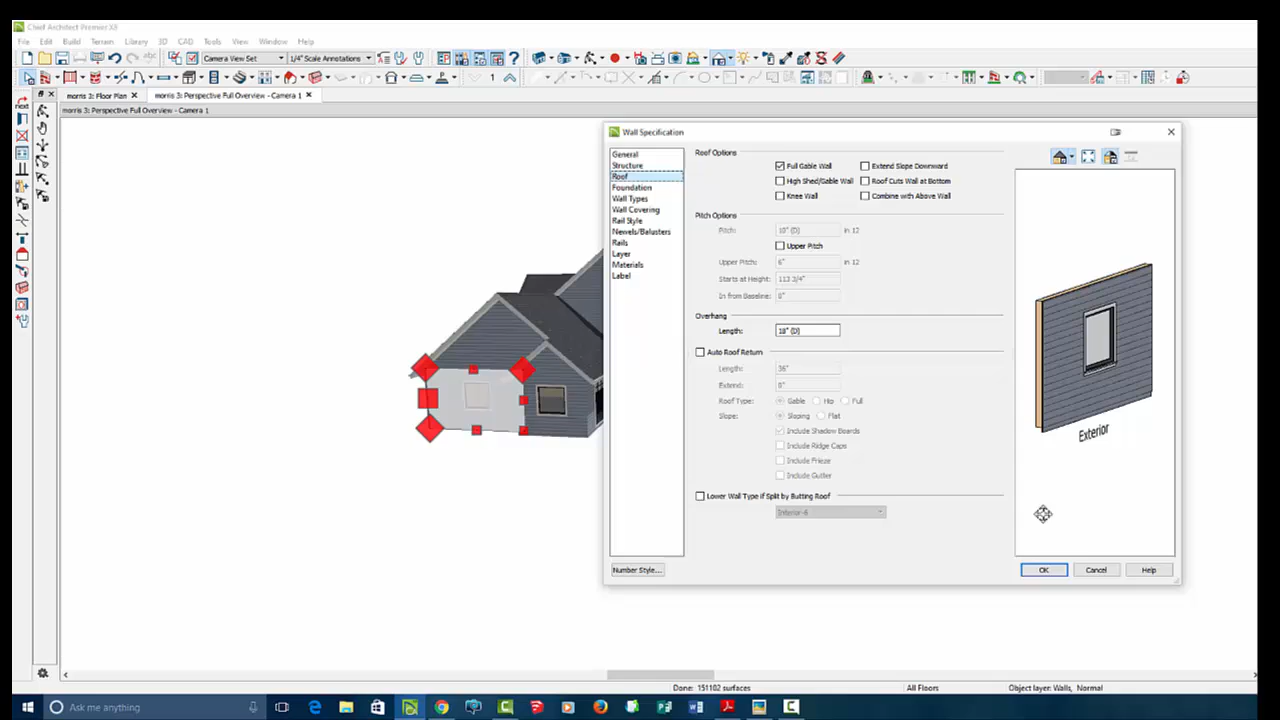 Chief Architect Premier X8
File Edit Build Terrain Library 3D CAD Tools View Window Help
Camera View Set 1/4" Scale Annotations
1
morris 3: Floor Plan morris 3: Perspective Full Overview - Camera 1
morris 3: Perspective Full Overview - Camera 1
next
Wall Specification
General
Structure
Roof
Foundation
Wall Types
Wall Covering
Rail Style
Newels/Balusters
Rails
Layer
Materials
Label
Roof Options
Full Gable Wall Extend Slope Downward
High Shed/Gable Wall Roof Cuts Wall at Bottom
Knee Wall Combine with Above Wall
Pitch Options
Pitch: 10" (D) in 12
Upper Pitch
Upper Pitch: 6" in 12
Starts at Height: 113 3/4"
In from Baseline: 0"
Overhang
Length: 18" (D)
Auto Roof Return
Length: 36"
Extend: 0"
Roof Type: Gable Hip Full
Slope: Sloping Flat
Include Shadow Boards
Include Ridge Caps
Include Frieze
Include Gutter
Lower Wall Type if Split by Butting Roof
Interior-6
Exterior
Number Style... OK Cancel Help
Done: 151102 surfaces All Floors Object layer: Walls, Normal
Ask me anything